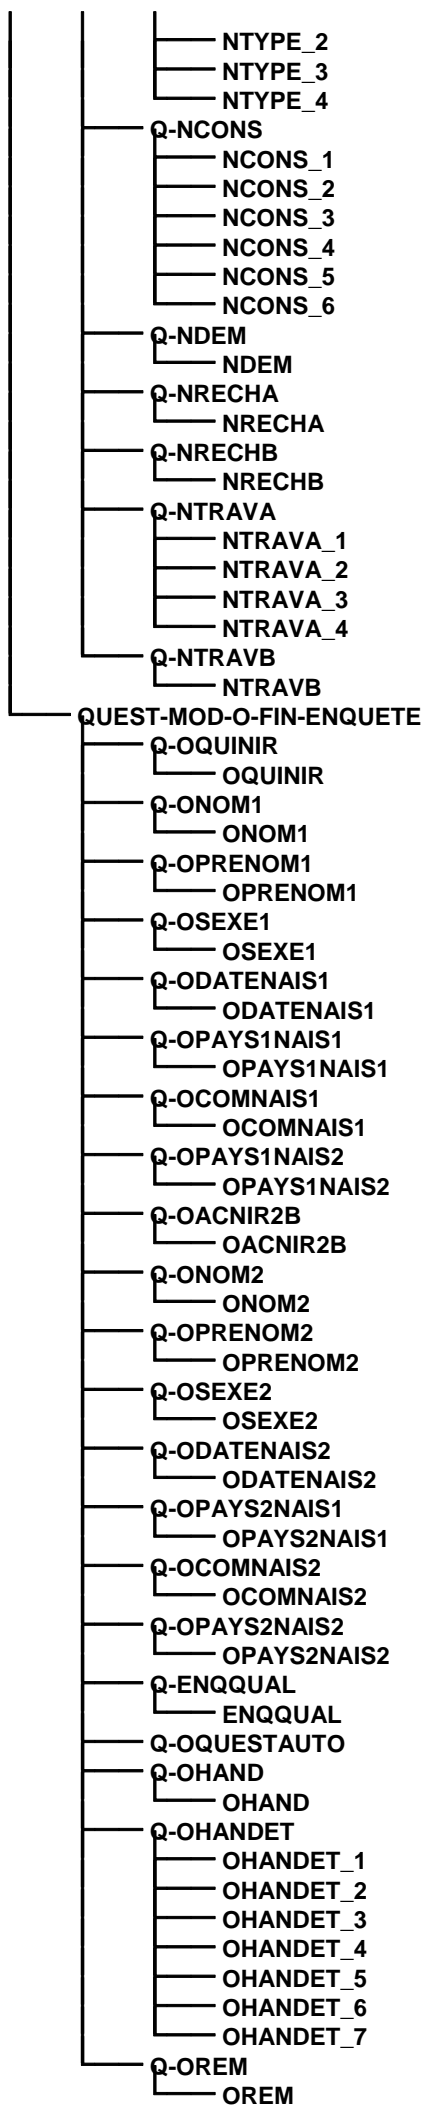 NTYPE_2
NTYPE_3
NTYPE_4
Q-NCONS
NCONS_1
NCONS_2
NCONS_3
NCONS_4
NCONS_5
NCONS_6
Q-NDEM
NDEM
Q-NRECHA
NRECHA
Q-NRECHB
NRECHB
Q-NTRAVA
NTRAVA_1
NTRAVA_2
NTRAVA_3
NTRAVA_4
Q-NTRAVB
NTRAVB
QUEST-MOD-O-FIN-ENQUETE
Q-OQUINIR
OQUINIR
Q-ONOM1
ONOM1
Q-OPRENOM1
OPRENOM1
Q-OSEXE1
OSEXE1
Q-ODATENAIS1
ODATENAIS1
Q-OPAYS1NAIS1
OPAYS1NAIS1
Q-OCOMNAIS1
OCOMNAIS1
Q-OPAYS1NAIS2
OPAYS1NAIS2
Q-OACNIR2B
OACNIR2B
Q-ONOM2
ONOM2
Q-OPRENOM2
OPRENOM2
Q-OSEXE2
OSEXE2
Q-ODATENAIS2
ODATENAIS2
Q-OPAYS2NAIS1
OPAYS2NAIS1
Q-OCOMNAIS2
OCOMNAIS2
Q-OPAYS2NAIS2
OPAYS2NAIS2
Q-ENQQUAL
ENQQUAL
Q-OQUESTAUTO
Q-OHAND
OHAND
Q-OHANDET
OHANDET_1
OHANDET_2
OHANDET_3
OHANDET_4
OHANDET_5
OHANDET_6
OHANDET_7
Q-OREM
OREM